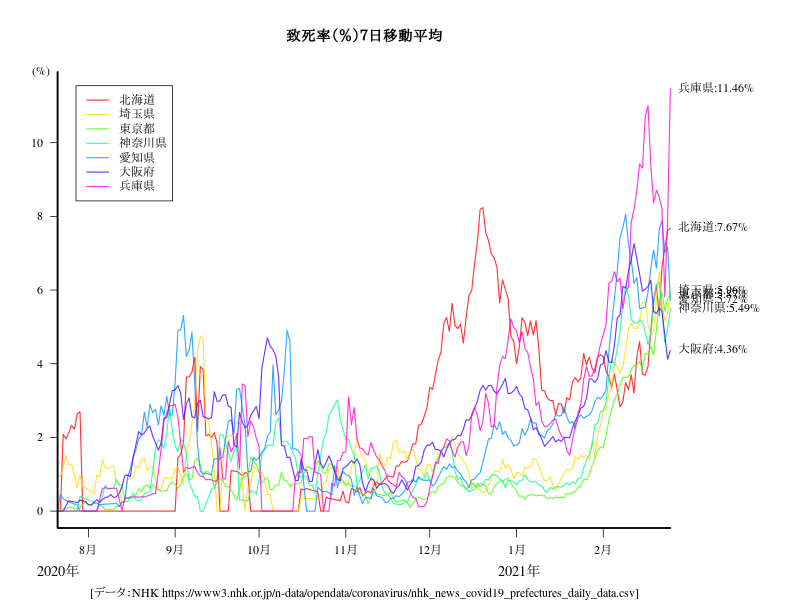 致死率(%)7日移動平均
(%)
北海道
埼玉県
東京都
神奈川県
愛知県
大阪府
兵庫県
10
8
6
4
2
0
兵庫県:11.46%
北海道:7.67%
埼玉県:5.96%
神奈川県:5.49%
大阪府:4.36%
8月
9月
10月
11月
12月
1月
2月
2020年
2021年
[データ:NHK https://www3.nhk.or.jp/n-data/opendata/coronavirus/nhk_news_covid19_prefectures_daily_data.csv]